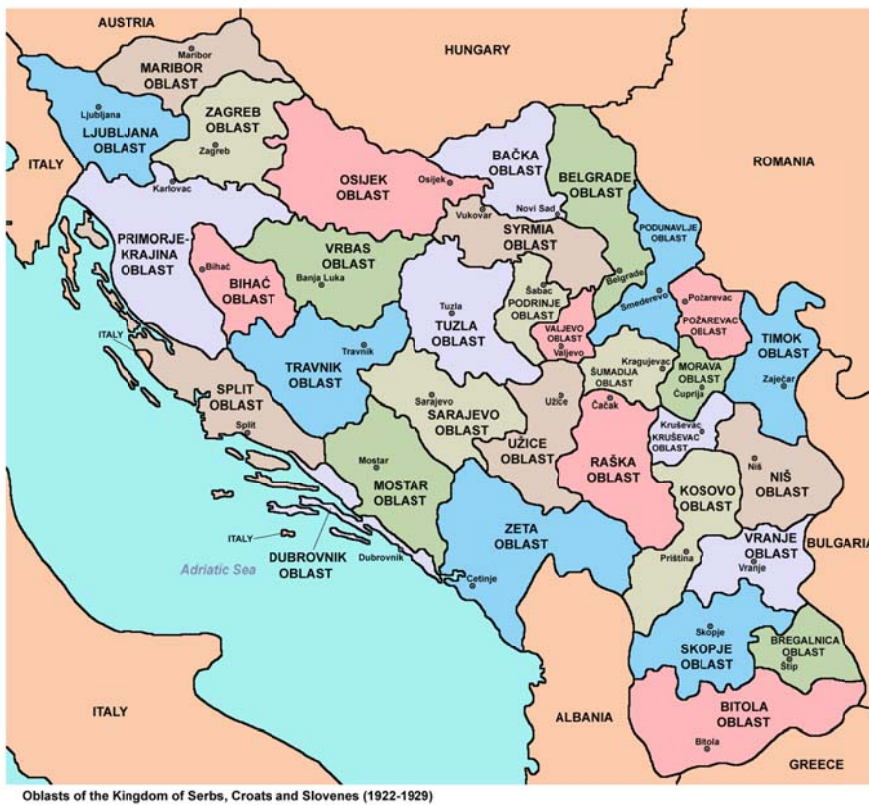 AUSTRIA
HUNGARY
Maribor
MARIBOR
OBLAST
Ljubljana
LJUBLJANA
OBLAST
ZAGREB
OBLAST
Zagreb
ITALY
Karlovac
OSIJEK
OBLAST
Osijek
BAČKA
OBLAST
Novi Sad
BELGRADE
OBLAST
Belgrade
ROMANIA
Vukovar
SYRMIA
OBLAST
PODUNAVLJE
OBLAST
Smederevo
PRIMORJE-
KRAJINA
OBLAST
Bihać
BIHAĆ
OBLAST
VRBAS
OBLAST
Banja Luka
Tuzla
TUZLA
OBLAST
Šabac
PODRINJE
OBLAST
VALJEVO
OBLAST
Valjevo
Požarevac
POŽAREVAC
OBLAST
TIMOK
OBLAST
Zaječar
ITALY
Travnik
TRAVNIK
OBLAST
Kragujevac
ŠUMADIJA
OBLAST
MORAVA
OBLAST
Ćuprija
SPLIT
OBLAST
Split
Sarajevo
SARAJEVO
OBLAST
Užice
UŽICE
OBLAST
Čačak
RAŠKA
OBLAST
Kruševac
KRUŠEVAC
OBLAST
Niš
NIŠ
OBLAST
Mostar
MOSTAR
OBLAST
KOSOVO
OBLAST
Priština
ZETA
OBLAST
Cetinje
VRANJE
OBLAST
Vranje
BULGARIA
ITALY
DUBROVNIK
OBLAST
Dubrovnik
Adriatic Sea
Skopje
SKOPJE
OBLAST
BREGALNICA
OBLAST
Štip
ITALY
ALBANIA
BITOLA
OBLAST
Bitola
GREECE
Oblasts of the Kingdom of Serbs, Croats and Slovenes (1922-1929)